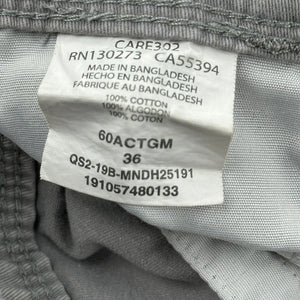 CARE302
RN130273 CA55394
MADE IN BANGLADESH
HECHO EN BANGLADESH
FABRIQUE AU BANGLADESH
100% COTTON
100% ALGODON
100% COTON
60ACTGM
36
QS2-19B-MNDH25191
191057480133